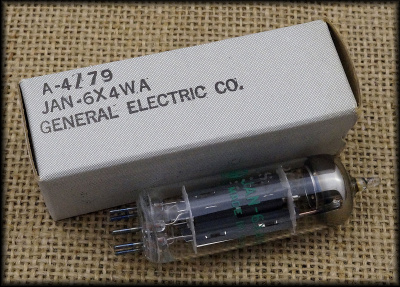 A-4279
JAN-6X4WA
GENERAL ELECTRIC CO.